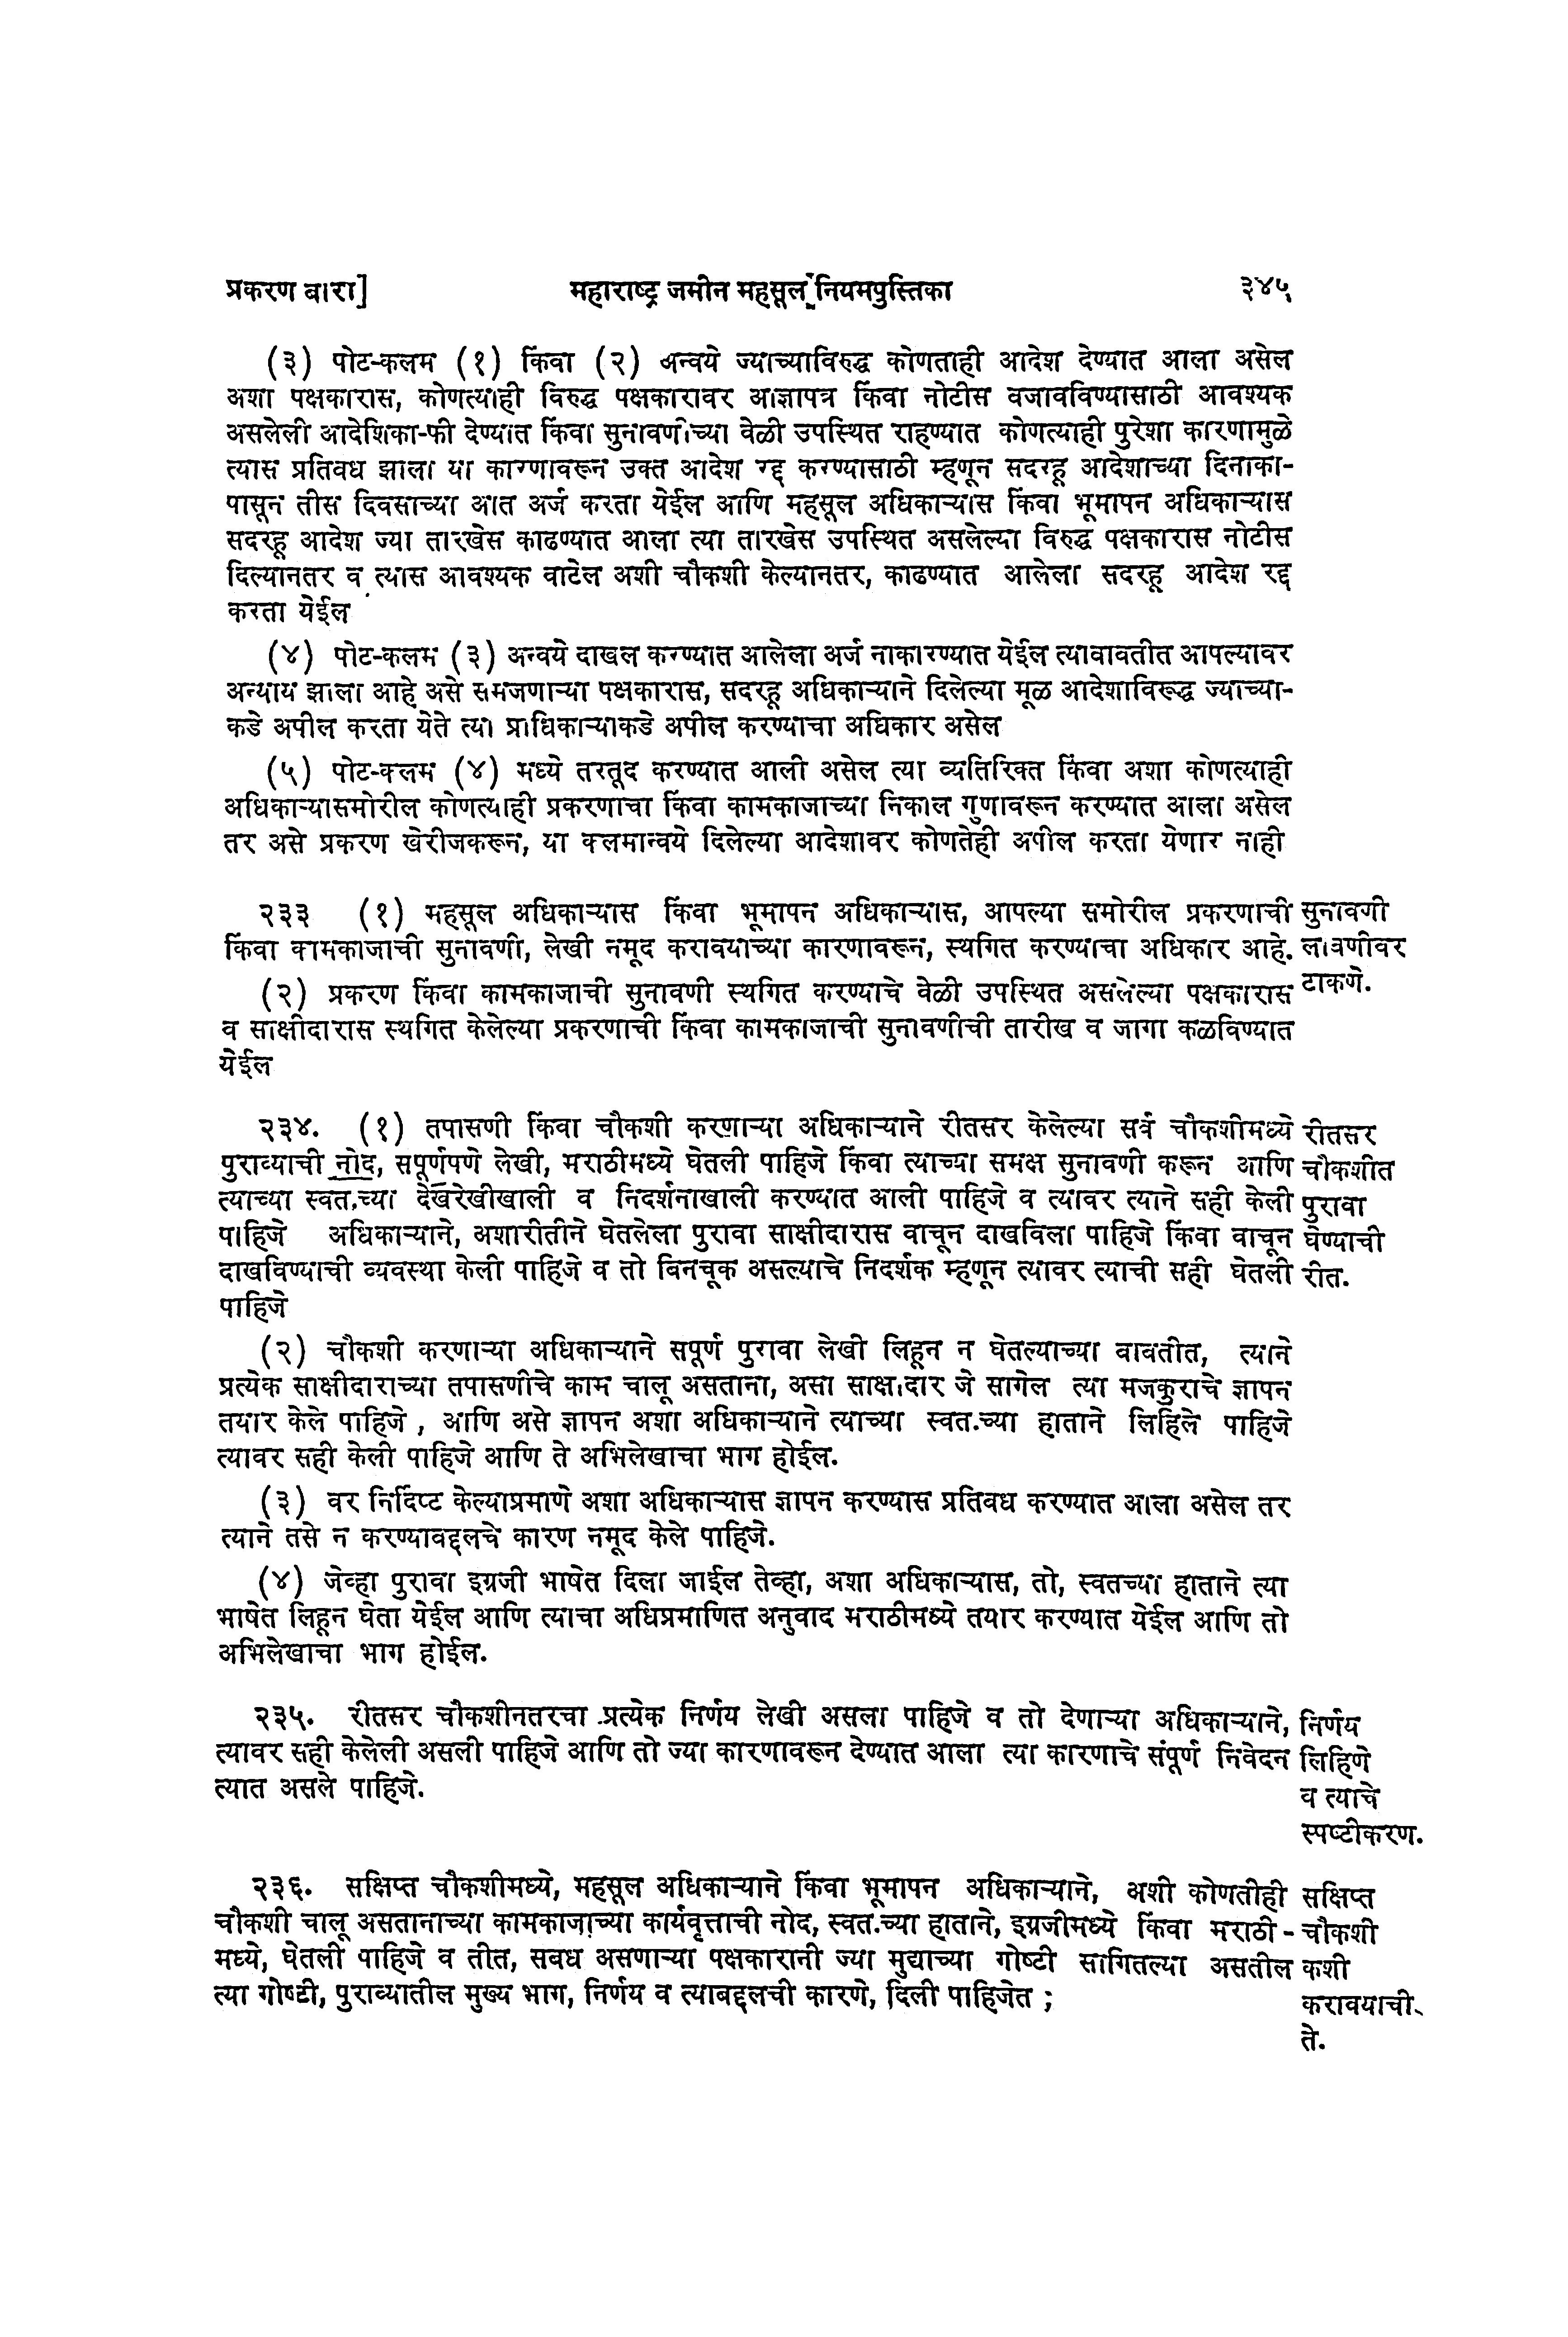 प्रकरण बारा]
महाराष्ट्र जमीन महसूल नियमपुस्तिका
३४५
(३) पोट-कलम (१) किंवा (२) अन्वये ज्याच्याविरुद्ध कोणताही आदेश देण्यात आला असेल
अशा पक्षकारास, कोणत्याही विरुद्ध पक्षकारावर आज्ञापत्र किंवा नोटीस बजावविण्यासाठी आवश्यक
असलेली आदेशिका-फी देण्यात किंवा सुनावणीच्या वेळी उपस्थित राहण्यात कोणत्याही पुरेशा कारणामुळे
त्यास प्रतिबध झाला या कारणावरून उक्त आदेश रद्द करण्यासाठी म्हणून सदरहू आदेशाच्या दिनाका-
पासून तीस दिवसाच्या आत अर्ज करता येईल आणि महसूल अधिकाऱ्यास किंवा भूमापन अधिकाऱ्यास
सदरहू आदेश ज्या तारखेस काढण्यात आला त्या तारखेस उपस्थित असलेल्या विरुद्ध पक्षकारास नोटीस
दिल्यानतर व त्यास आवश्यक वाटेल अशी चौकशी केल्यानतर, काढण्यात आलेला सदरहू आदेश रद्द
करता येईल
(४) पोट-कलम (३) अन्वये दाखल करण्यात आलेला अर्ज नाकारण्यात येईल त्याबाबतीत आपल्यावर
अन्याय झाला आहे असे समजणाऱ्या पक्षकारास, सदरहू अधिकाऱ्याने दिलेल्या मूळ आदेशाविरूद्ध ज्याच्या-
कडे अपील करता येते त्या प्राधिकाऱ्याकडे अपील करण्याचा अधिकार असेल
(५) पोट-कलम (४) मध्ये तरतूद करण्यात आली असेल त्या व्यतिरिक्त किंवा अशा कोणत्याही
अधिकाऱ्यासमोरील कोणत्याही प्रकरणाचा किंवा कामकाजाच्या निकाल गुणावरून करण्यात आला असेल
तर असे प्रकरण खेरीजकरून, या कलमान्वये दिलेल्या आदेशावर कोणतेही अपील करता येणार नाही
२३३ (१) महसूल अधिकाऱ्यास किंवा भूमापन अधिकाऱ्यास, आपल्या समोरील प्रकरणाची
किंवा कामकाजाची सुनावणी, लेखी नमूद करावयाच्या कारणावरून, स्थगित करण्याचा अधिकार आहे.
सुनावणी
लावणीवर
टाकणे.
(२) प्रकरण किंवा कामकाजाची सुनावणी स्थगित करण्याचे वेळी उपस्थित असलेल्या पक्षकारास
व साक्षीदारास स्थगित केलेल्या प्रकरणाची किंवा कामकाजाची सुनावणीची तारीख व जागा कळविण्यात
येईल
२३४. (१) तपासणी किंवा चौकशी करणाऱ्या अधिकाऱ्याने रीतसर केलेल्या सर्व चौकशीमध्ये
पुराव्याची नोद, सपूर्णपणे लेखी, मराठीमध्ये घेतली पाहिजे किंवा त्याच्या समक्ष सुनावणी करून आणि
त्याच्या स्वत.च्या देखरेखीखाली व निदर्शनाखाली करण्यात आली पाहिजे व त्यावर त्याने सही केली
पाहिजे अधिकाऱ्याने, अशारीतीने घेतलेला पुरावा साक्षीदारास वाचून दाखविला पाहिजे किंवा वाचून
दाखविण्याची व्यवस्था केली पाहिजे व तो बिनचूक असल्याचे निदर्शक म्हणून त्यावर त्याची सही घेतली
पाहिजे
रीतसर
चौकशीत
पुरावा
घेण्याची
रीत.
(२) चौकशी करणाऱ्या अधिकाऱ्याने सपूर्ण पुरावा लेखी लिहून न घेतल्याच्या बाबतीत, त्याने
प्रत्येक साक्षीदाराच्या तपासणीचे काम चालू असताना, असा साक्षीदार जे सागेल त्या मजकुराचे ज्ञापन
तयार केले पाहिजे , आणि असे ज्ञापन अशा अधिकाऱ्याने त्याच्या स्वत.च्या हाताने लिहिले पाहिजे
त्यावर सही केली पाहिजे आणि ते अभिलेखाचा भाग होईल.
(३) वर निर्दिष्ट केल्याप्रमाणे अशा अधिकाऱ्यास ज्ञापन करण्यास प्रतिबध करण्यात आला असेल तर
त्याने तसे न करण्याबद्दलचे कारण नमूद केले पाहिजे.
(४) जेव्हा पुरावा इग्रजी भाषेत दिला जाईल तेव्हा, अशा अधिकाऱ्यास, तो, स्वतच्या हाताने त्या
भाषेत लिहून घेता येईल आणि त्याचा अधिप्रमाणित अनुवाद मराठीमध्ये तयार करण्यात येईल आणि तो
अभिलेखाचा भाग होईल.
२३५. रीतसर चौकशीनतरचा प्रत्येक निर्णय लेखी असला पाहिजे व तो देणाऱ्या अधिकाऱ्याने,
त्यावर सही केलेली असली पाहिजे आणि तो ज्या कारणावरून देण्यात आला त्या कारणाचे संपूर्ण निवेदन
त्यात असले पाहिजे.
निर्णय
लिहिणे
व त्याचे
स्पष्टीकरण.
२३६. सक्षिप्त चौकशीमध्ये, महसूल अधिकाऱ्याने किंवा भूमापन अधिकाऱ्याने, अशी कोणतीही
चौकशी चालू असतानाच्या कामकाजाच्या कार्यवृत्ताची नोद, स्वत.च्या हाताने, इग्रजीमध्ये किंवा मराठी-
मध्ये, घेतली पाहिजे व तीत, सबध असणाऱ्या पक्षकारानी ज्या मुद्याच्या गोष्टी सागितल्या असतील
त्या गोष्टी, पुराव्यातील मुख्य भाग, निर्णय व त्याबद्दलची कारणे, दिली पाहिजेत ;
सक्षिप्त
चौकशी
कशी
करावयाची
ते.